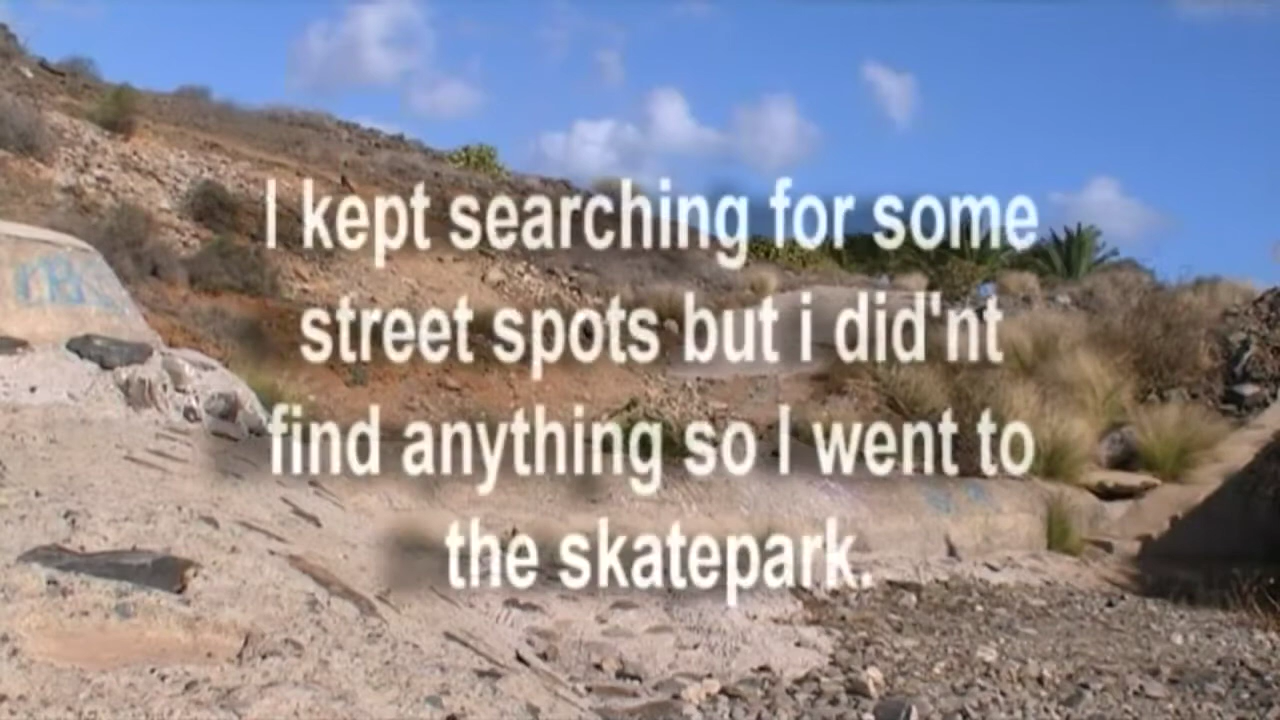 I kept searching for some
street spots but i did'nt
find anything so I went to
the skatepark.